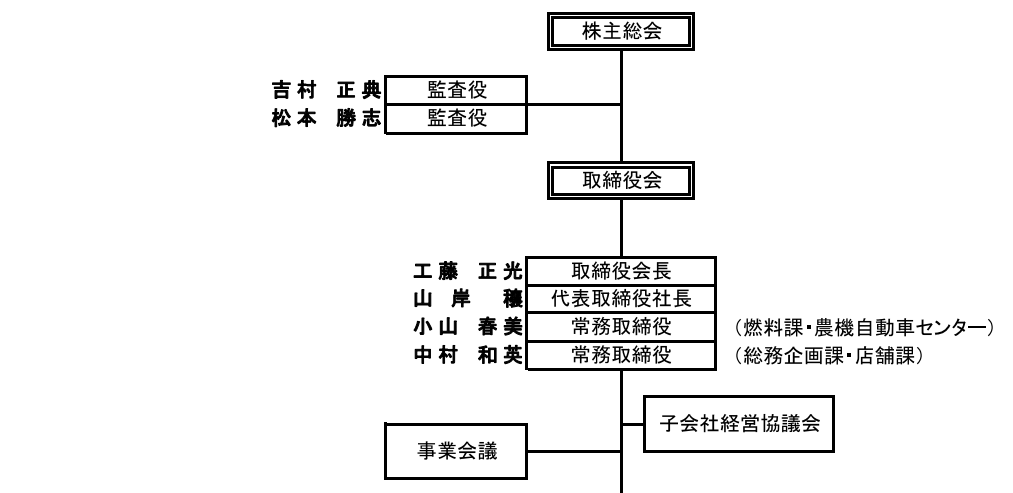 株主総会
吉村 正典 監査役
松本 勝志 監査役
取締役会
工藤 正光 取締役会長
山岸 穰 代表取締役社長
小山 春美 常務取締役 （燃料課・農機自動車センター）
中村 和英 常務取締役 （総務企画課・店舗課）
子会社経営協議会
事業会議